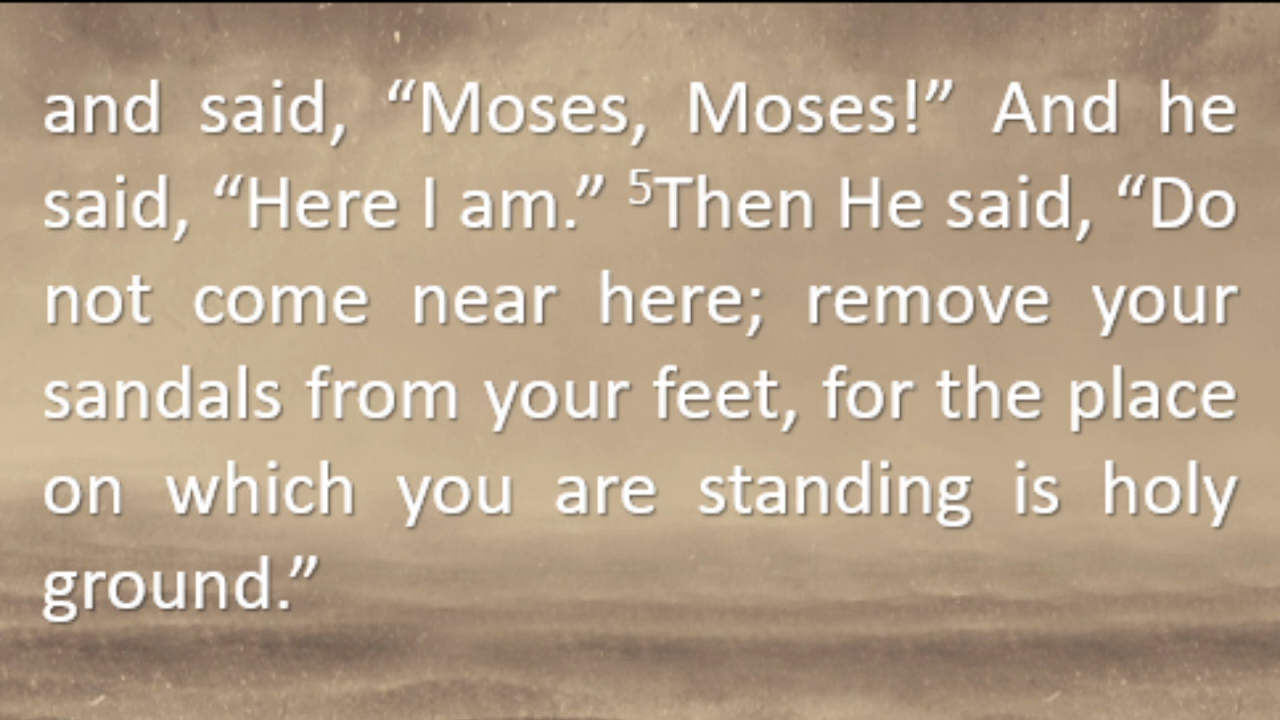 and said, “Moses, Moses!” And he
said, “Here I am.” ⁵Then He said, “Do
not come near here; remove your
sandals from your feet, for the place
on which you are standing is holy
ground.”